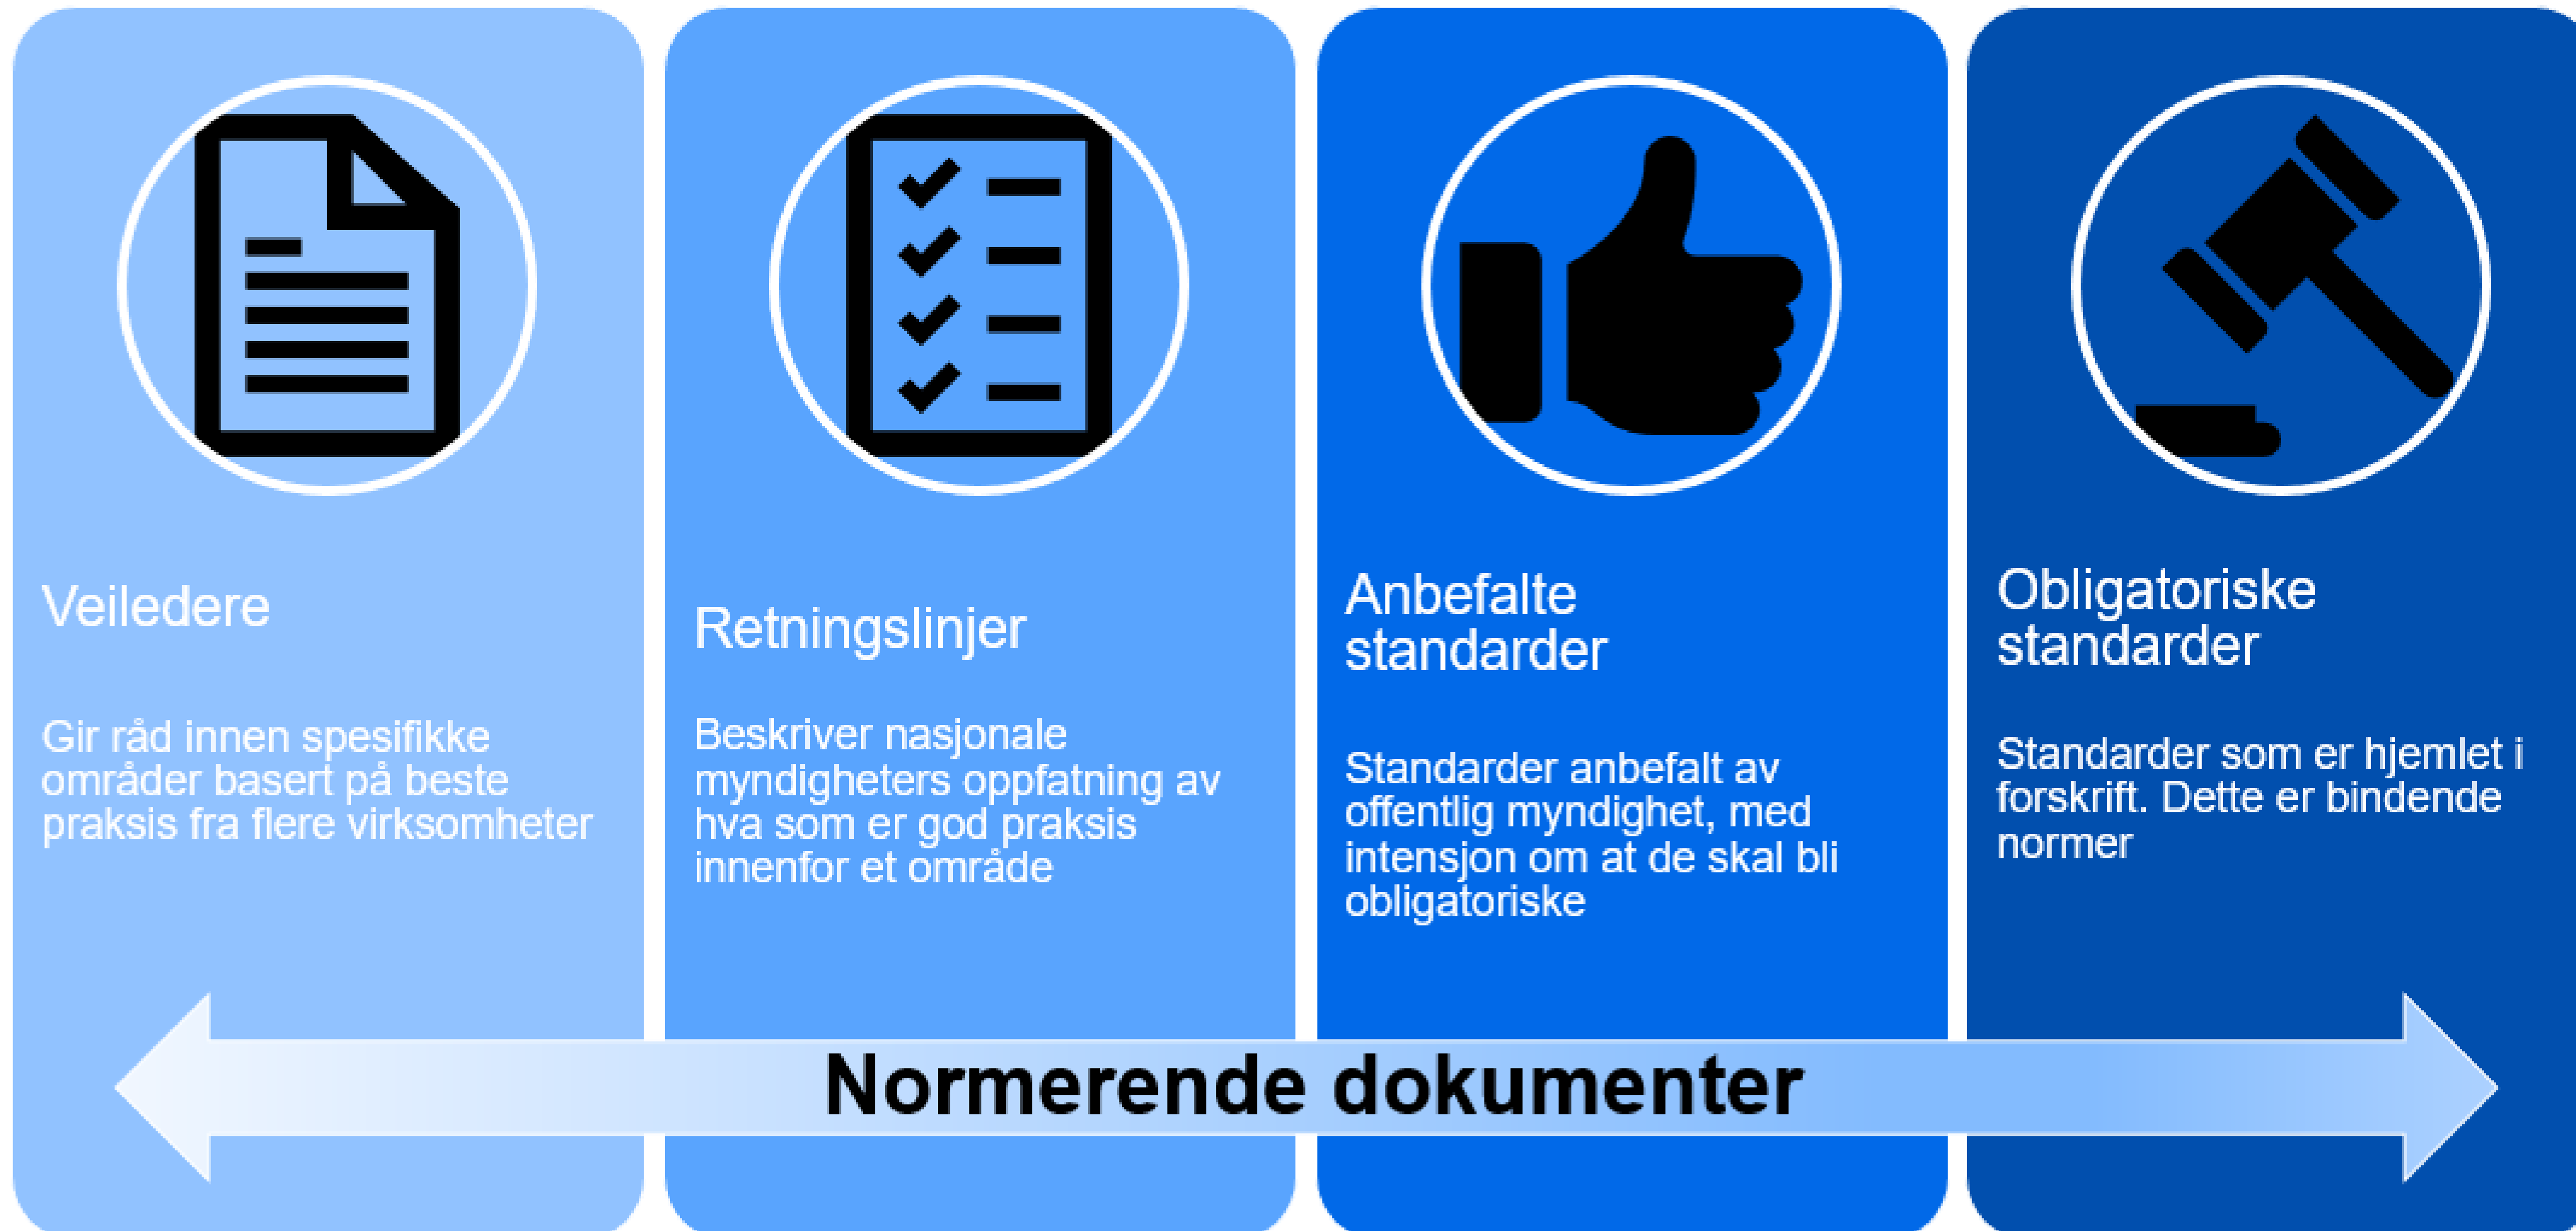 Veiledere
Gir råd innen spesifikke
områder basert på beste
praksis fra flere virksomheter
Retningslinjer
Beskriver nasjonale
myndigheters oppfatning av
hva som er god praksis
innenfor et område
Anbefalte
standarder
Standarder anbefalt av
offentlig myndighet, med
intensjon om at de skal bli
obligatoriske
Obligatoriske
standarder
Standarder som er hjemlet i
forskrift. Dette er bindende
normer
Normerende dokumenter